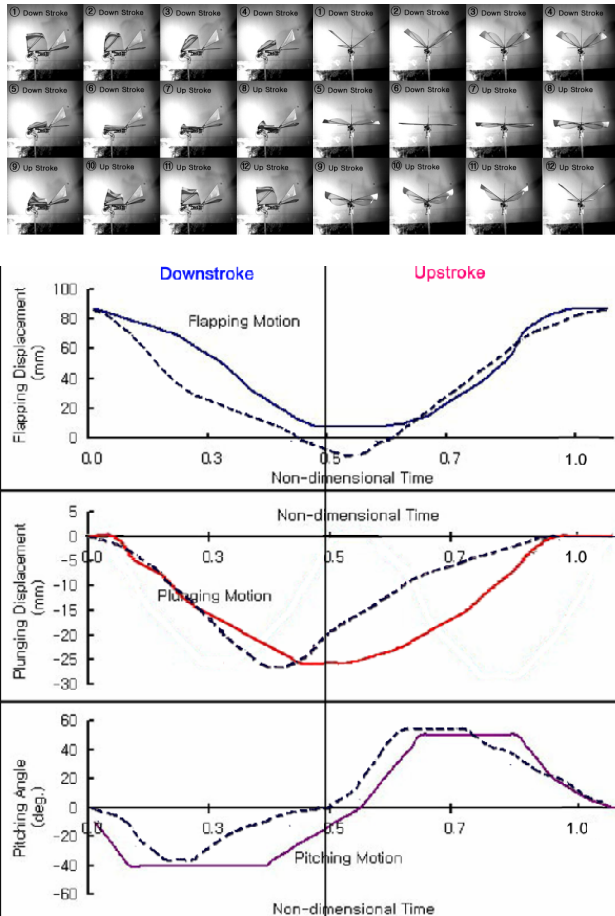 ① Down Stroke ② Down Stroke ③ Down Stroke ④ Down Stroke ① Down Stroke ② Down Stroke ③ Down Stroke ④ Down Stroke
⑤ Down Stroke ⑥ Down Stroke ⑦ Up Stroke ⑧ Up Stroke ⑤ Down Stroke ⑥ Down Stroke ⑦ Up Stroke ⑧ Up Stroke
⑨ Up Stroke ⑩ Up Stroke ⑪ Up Stroke ⑫ Up Stroke ⑨ Up Stroke ⑩ Up Stroke ⑪ Up Stroke ⑫ Up Stroke
Downstroke Upstroke
Flapping Displacement
(mm)
100
80
60
40
20
0
Flapping Motion
0.0 0.3 0.5 0.7 1.0
Non-dimensional Time
Plunging Displacement
(mm)
5
0
-5
-10
-15
-20
-25
-30
Non-dimensional Time
0.0 0.3 0.5 0.7 1.0
Plunging Motion
Pitching Angle
(deg.)
60
40
20
0
-20
-40
-60
0.0 0.3 0.5 0.7 1.0
Pitching Motion
Non-dimensional Time